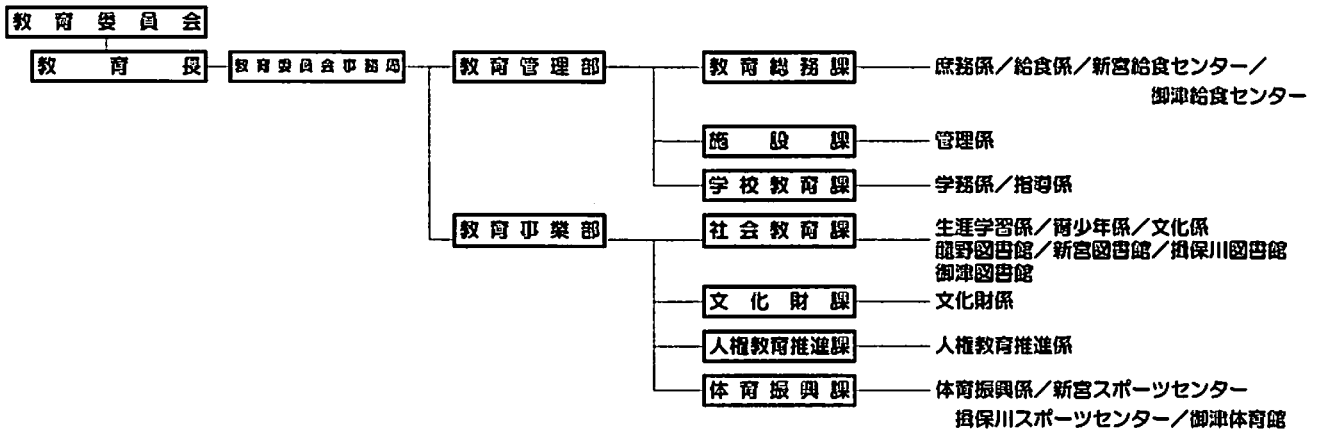 教育委員会
教育長 教育委員会事務局 教育管理部 教育総務課 庶務係／給食係／新宮給食センター／
御津給食センター
施設課 管理係
学校教育課 学務係／指導係
教育事業部 社会教育課 生涯学習係／青少年係／文化係
龍野図書館／新宮図書館／揖保川図書館
御津図書館
文化財課 文化財係
人権教育推進課 人権教育推進係
体育振興課 体育振興係／新宮スポーツセンター
揖保川スポーツセンター／御津体育館